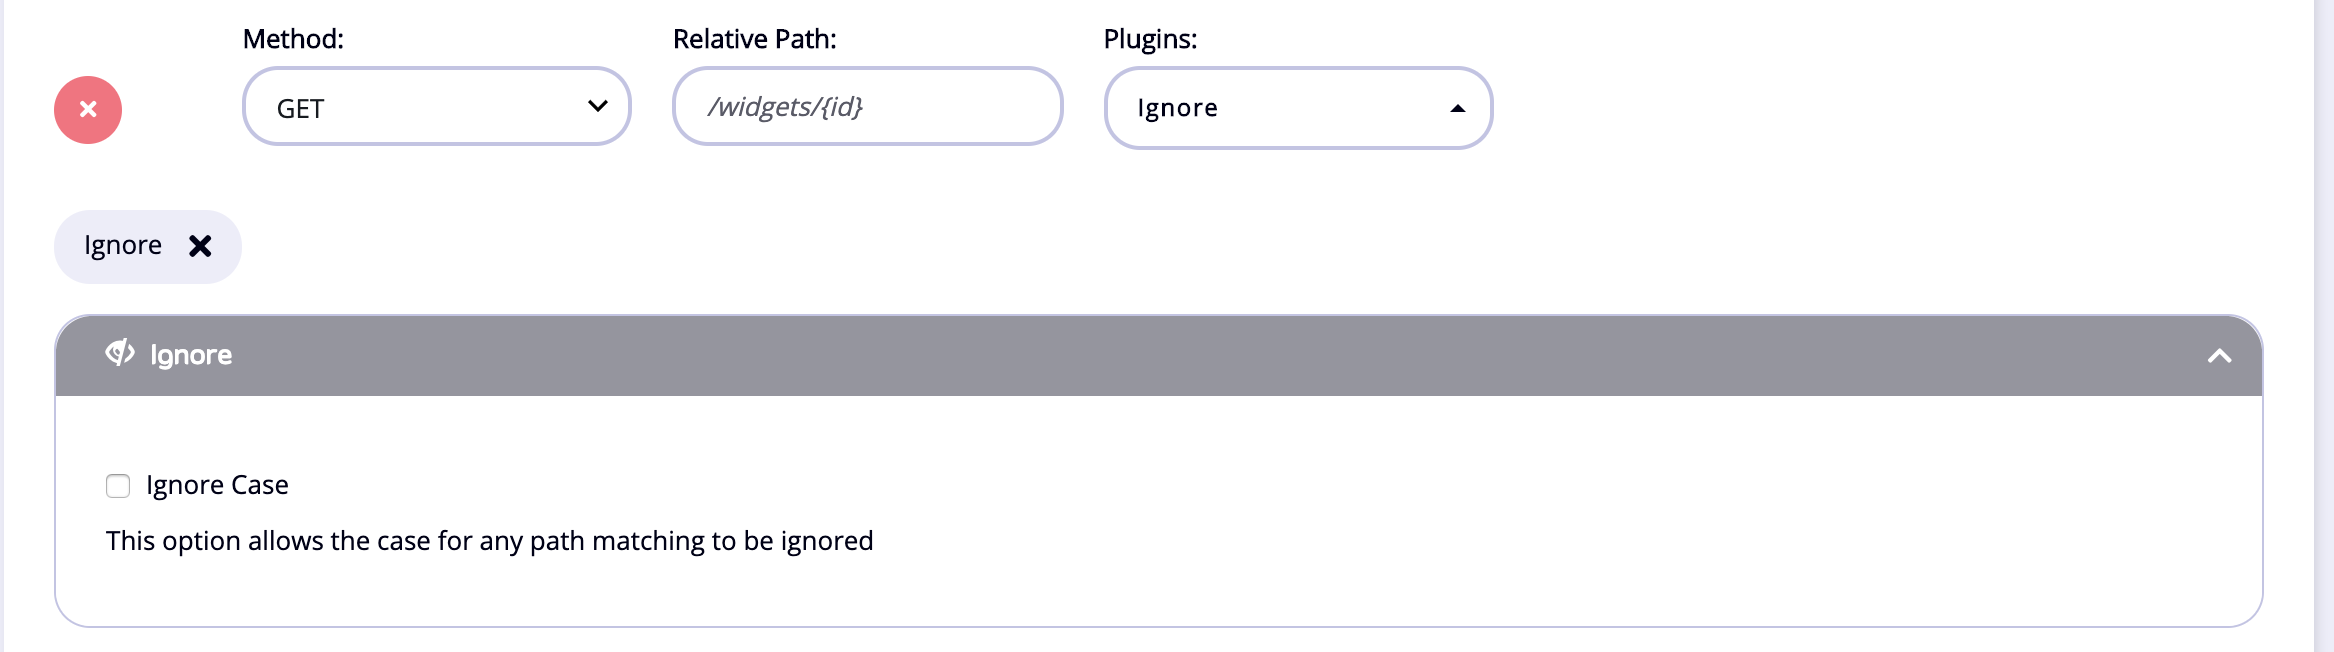 Method:
Relative Path:
Plugins:
GET
/widgets/{id}
Ignore
Ignore
Ignore
Ignore Case
This option allows the case for any path matching to be ignored